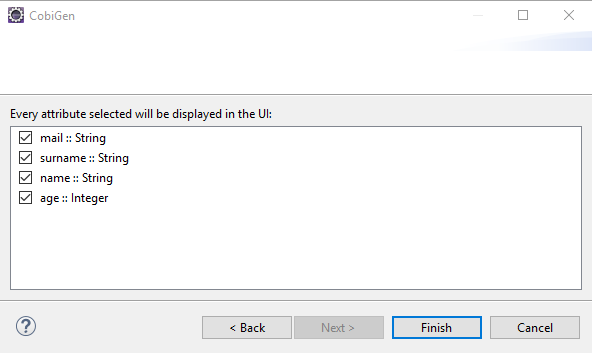 CobiGen
Every attribute selected will be displayed in the UI:
mail :: String
surname :: String
name :: String
age :: Integer
?
< Back
Next >
Finish
Cancel